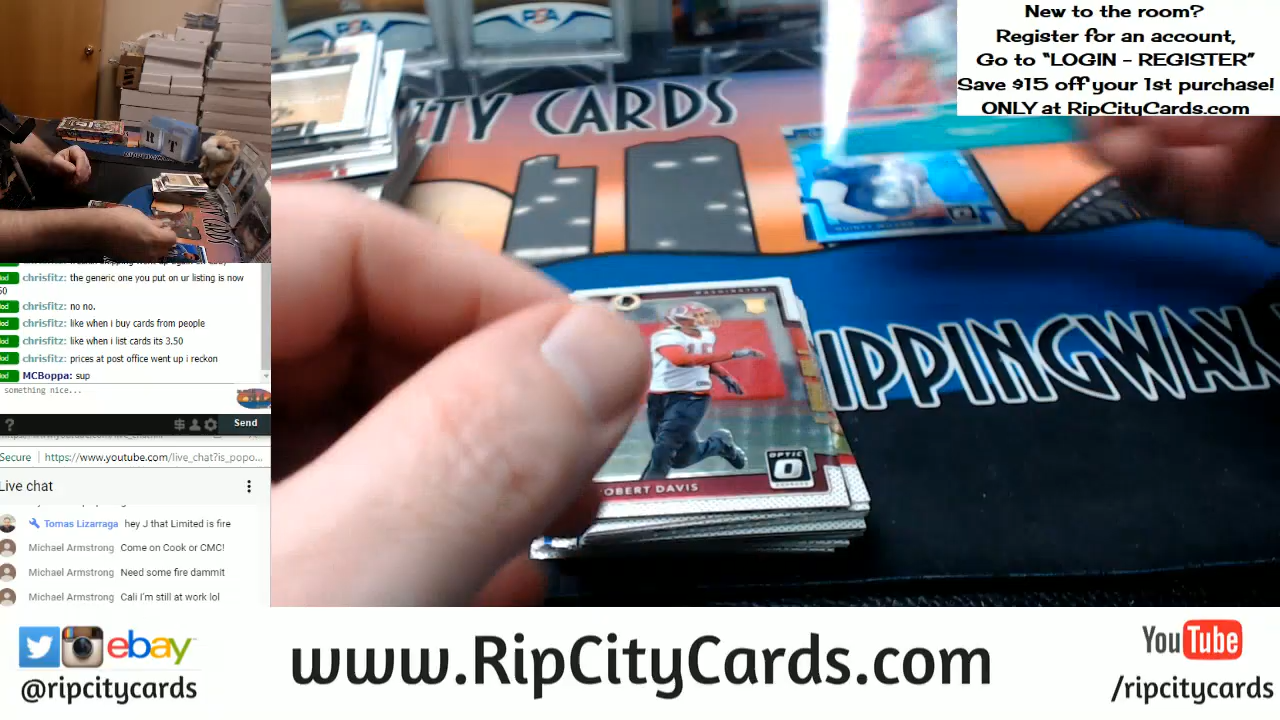 New to the room?
Register for an account,
Go to “LOGIN - REGISTER”
Save $15 off your 1st purchase!
ONLY at RipCityCards.com
PSA
PSA
ITY CARDS
R T
IPPINGWAX
WASHINGTON
OPTIC
OBERT DAVIS
chrisfitz: the generic one you put on ur listing is now
50
chrisfitz: no no.
chrisfitz: like when i buy cards from people
chrisfitz: like when i list cards its 3.50
chrisfitz: prices at post office went up i reckon
MCBoppa: sup
something nice...
?
$
Send
Secure
https://www.youtube.com/live_chat?is_popo...
Live chat
Tomas Lizarraga hey J that Limited is fire
Michael Armstrong Come on Cook or CMC!
Michael Armstrong Need some fire dammit
Michael Armstrong Cali I'm still at work lol
ebay
@ripcitycards
www.RipCityCards.com
YouTube
/ripcitycards